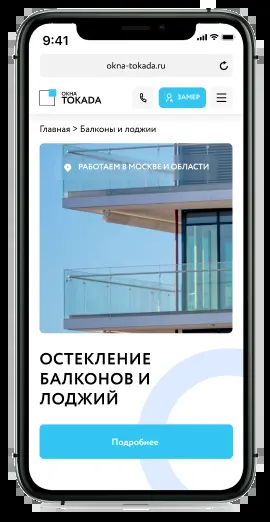 9:41
okna-tokada.ru
ОКНА
TOKADA
ЗАМЕР
Главная > Балконы и лоджии
РАБОТАЕМ В МОСКВЕ И ОБЛАСТИ
ОСТЕКЛЕНИЕ
БАЛКОНОВ И
ЛОДЖИЙ
Подробнее